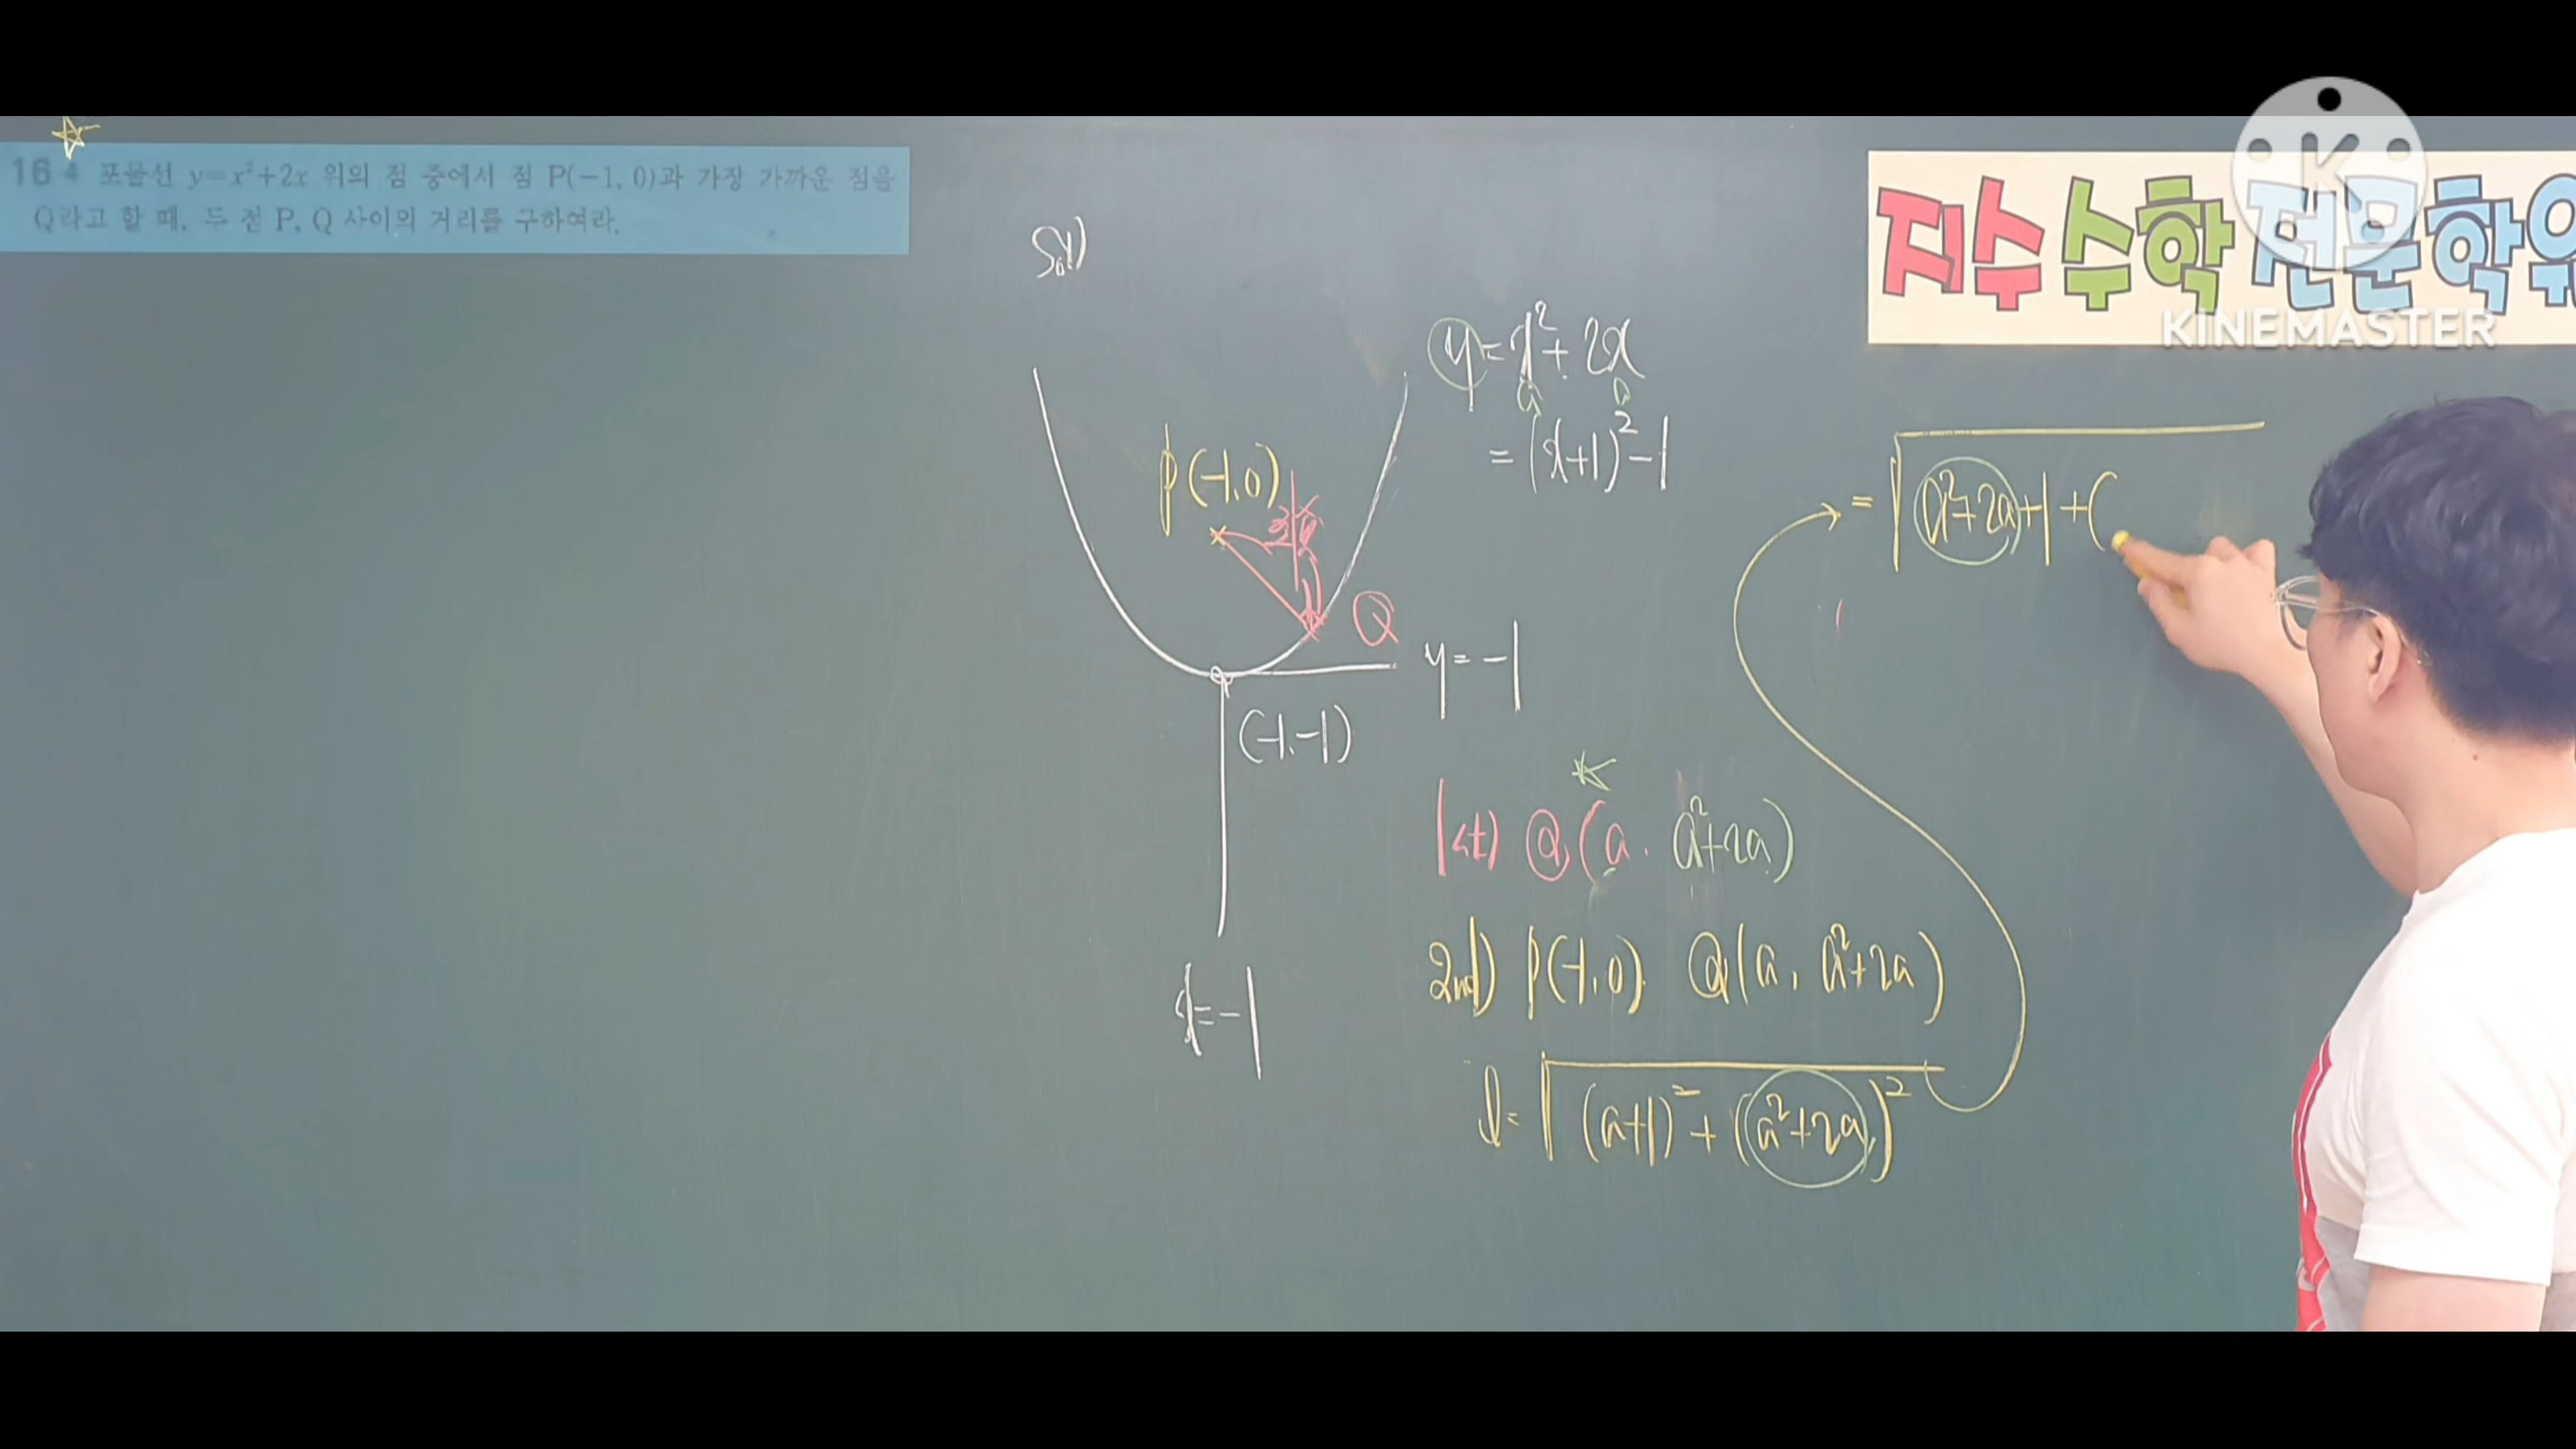 16 4 포물선 y=x²+2x 위의 점 중에서 점 P(-1, 0)과 가장 가까운 점을
Q라고 할 때, 두 점 P, Q 사이의 거리를 구하여라.
지수 수학 전문학원
KINEMASTER
Sol)
y=x²+2x
a a
=(x+1)²-1
P(-1,0)
Q
y=-1
(-1,-1)
x=-1
1st) Q(a, a²+2a)
2nd) P(-1,0) Q(a, a²+2a)
l=√(a+1)²+(a²+2a)²
=√a²+2a+1+(